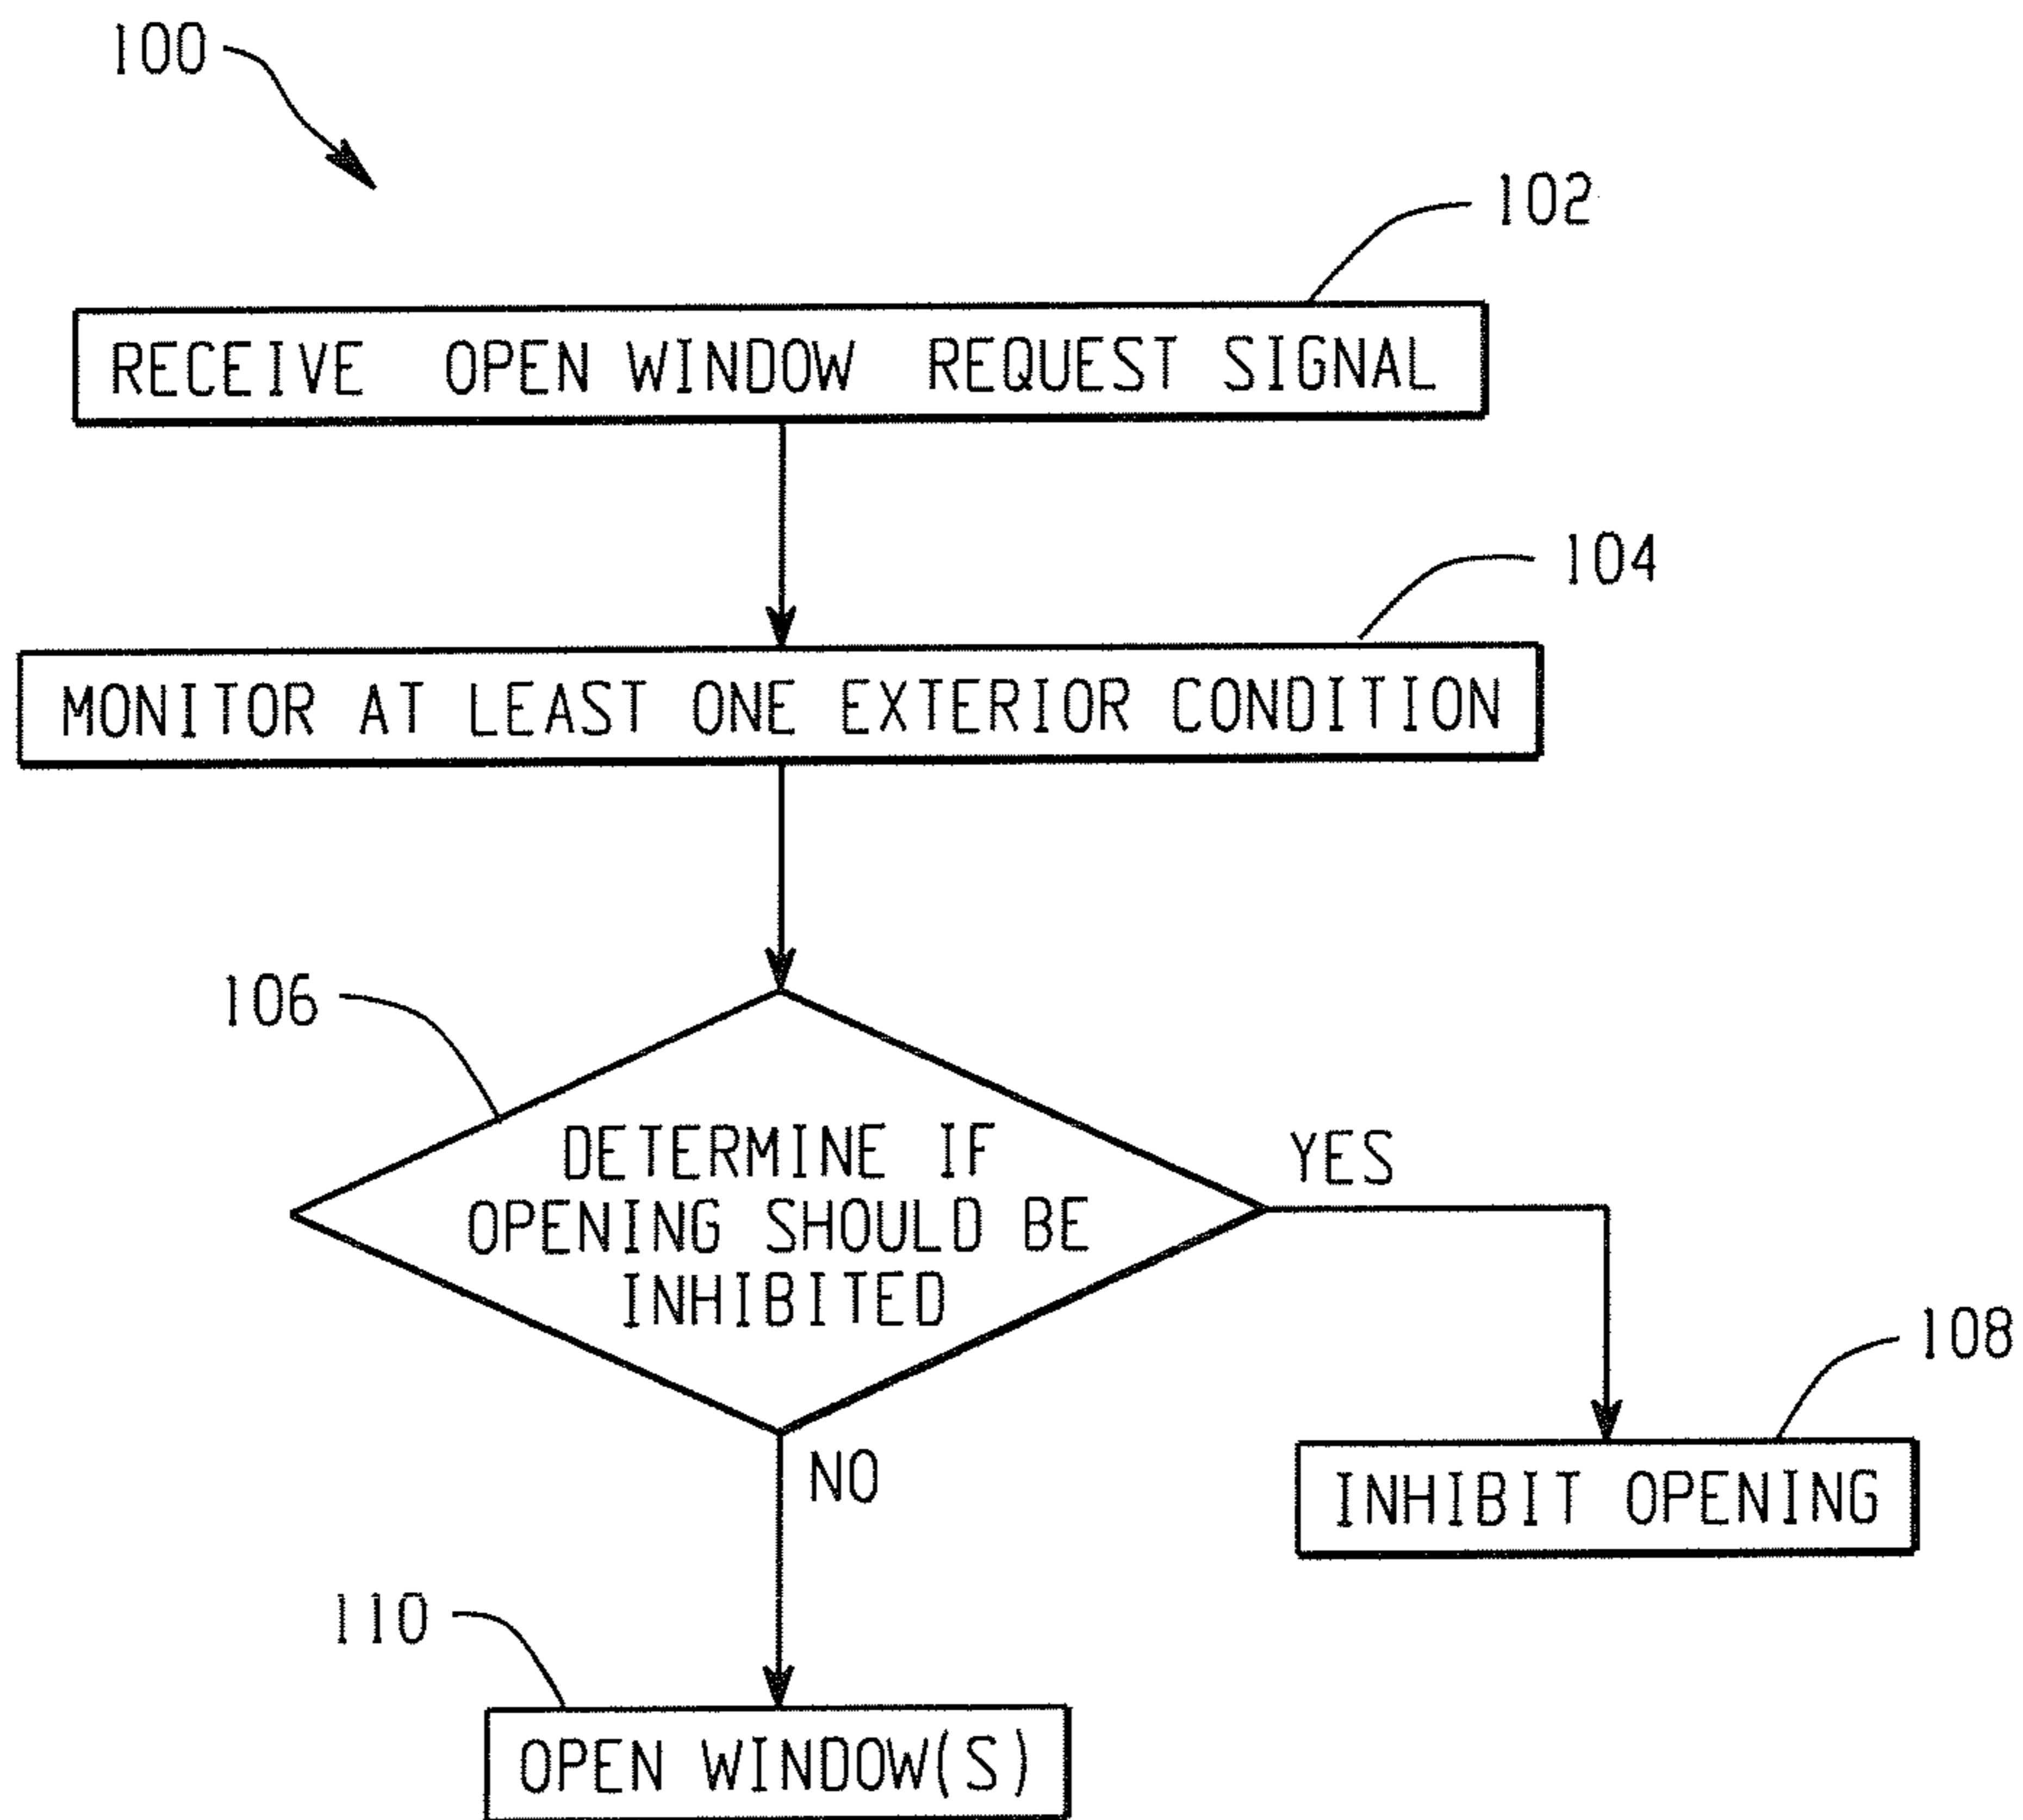 100
102
RECEIVE OPEN WINDOW REQUEST SIGNAL
104
MONITOR AT LEAST ONE EXTERIOR CONDITION
106
DETERMINE IF
OPENING SHOULD BE
INHIBITED
YES
108
INHIBIT OPENING
NO
110
OPEN WINDOW(S)